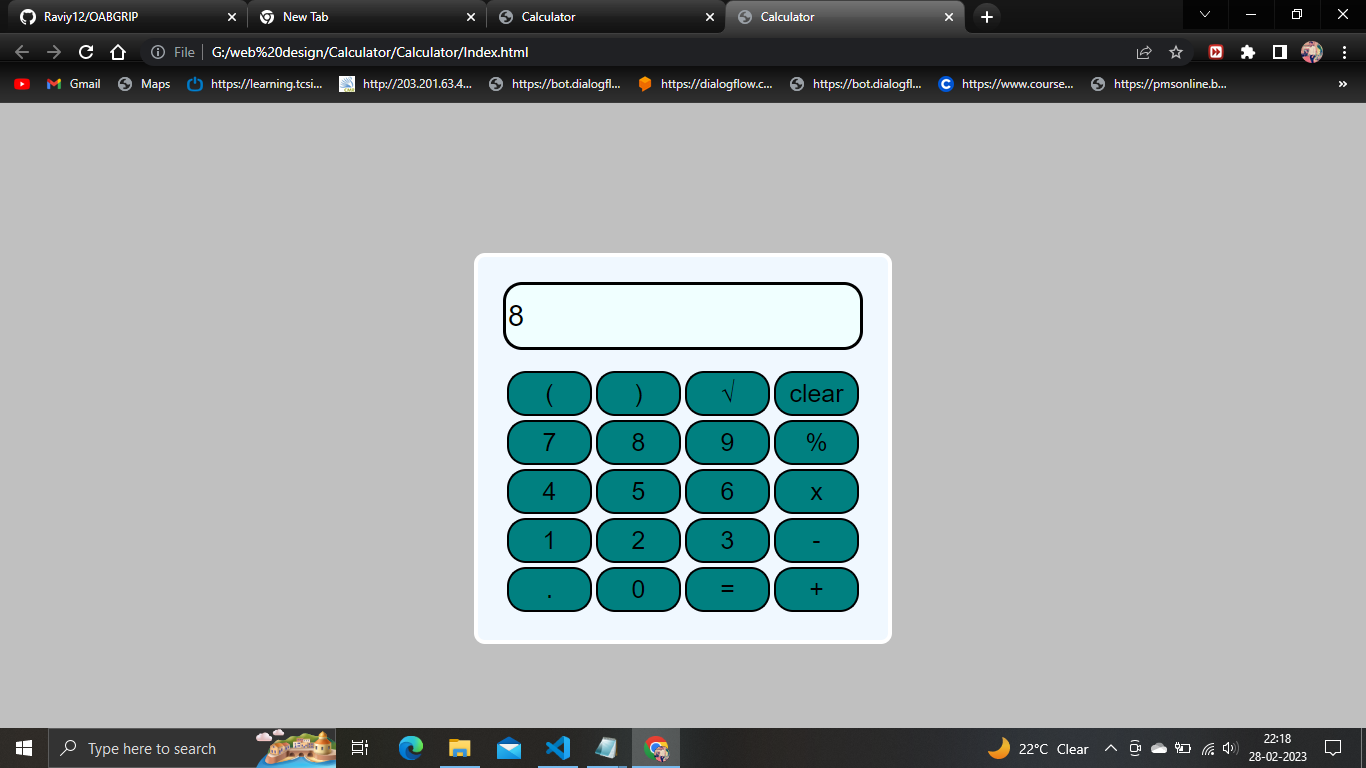 Raviy12/OABGRIP
New Tab
Calculator
Calculator
File | G:/web%20design/Calculator/Calculator/Index.html
Gmail
Maps
https://learning.tcsi...
http://203.201.63.4...
https://bot.dialogfl...
https://dialogflow.c...
https://bot.dialogfl...
https://www.course...
https://pmsonline.b...
»
8
( ) √ clear
7 8 9 %
4 5 6 x
1 2 3 -
. 0 = +
Type here to search
22°C Clear
22:18
28-02-2023